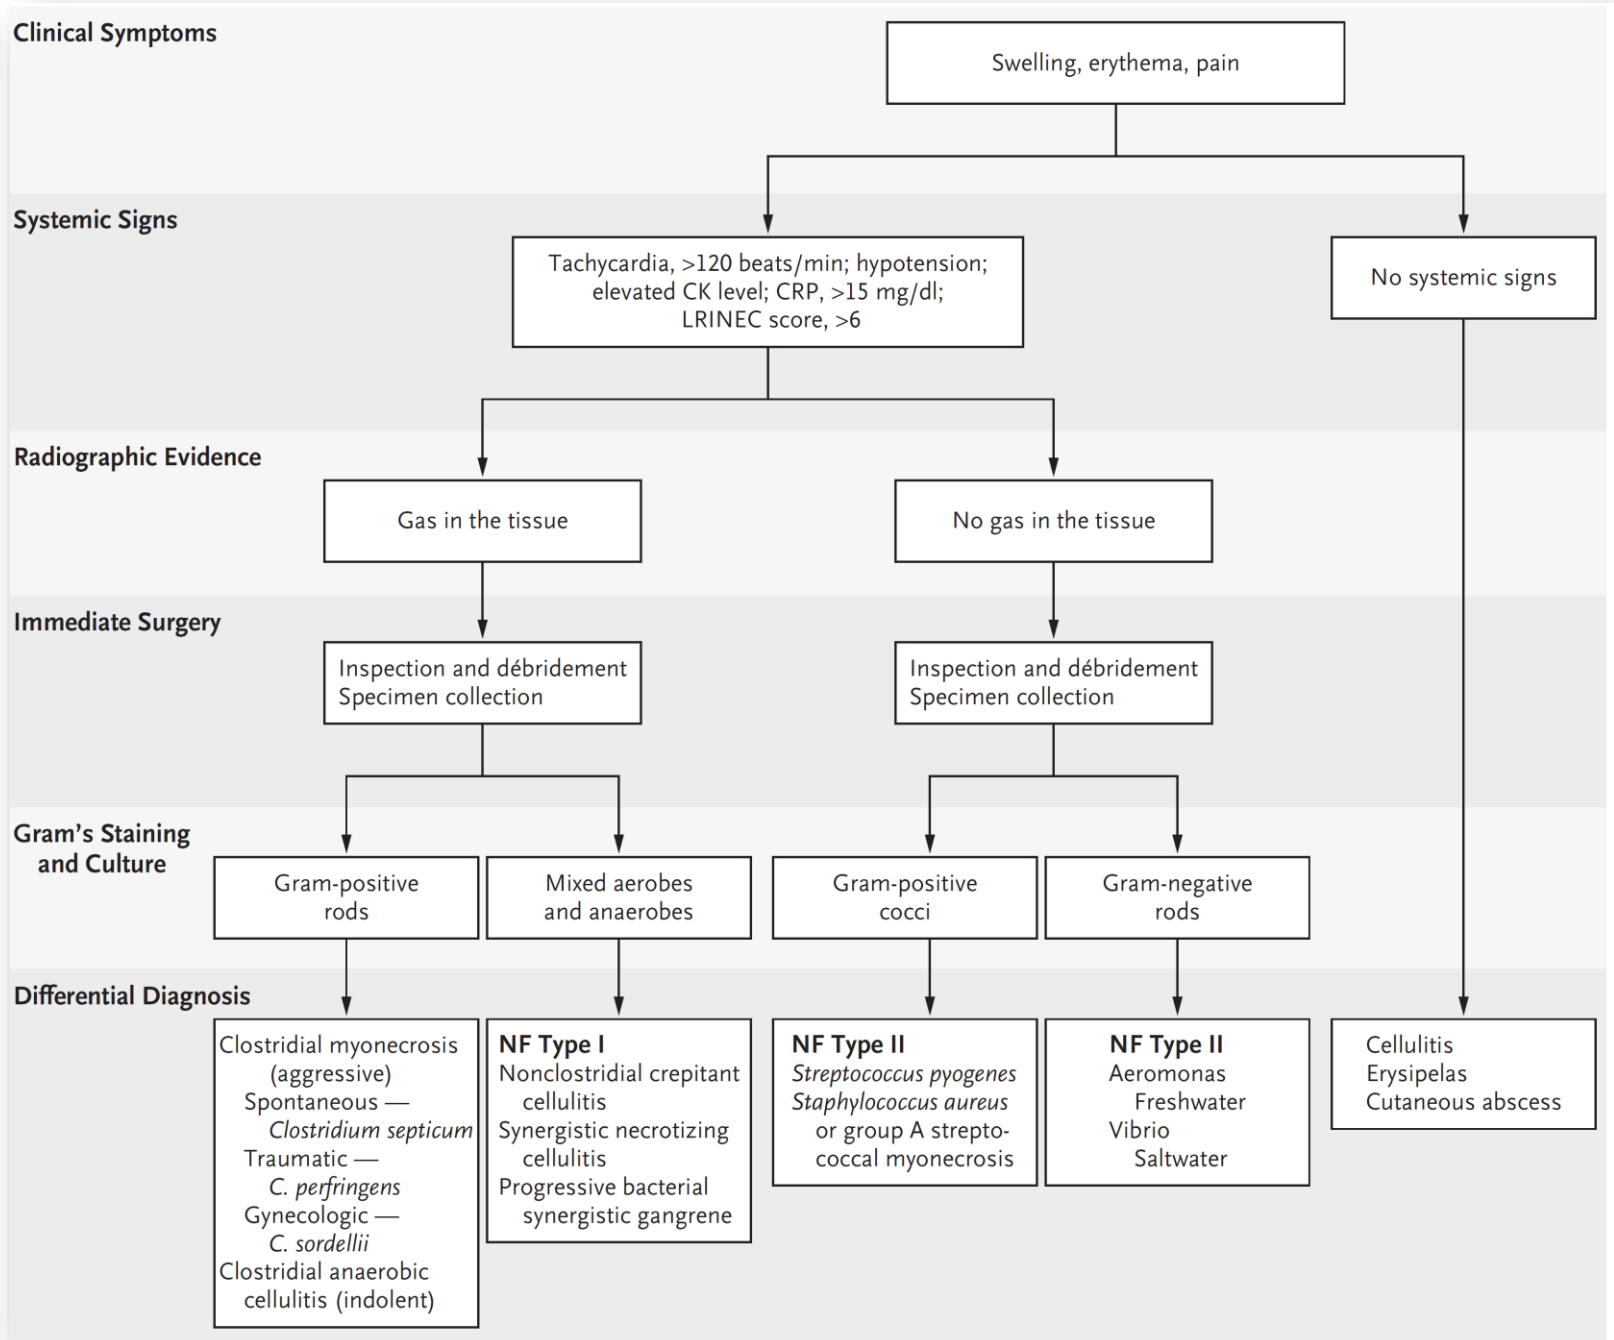 Clinical Symptoms
Swelling, erythema, pain
Systemic Signs
Tachycardia, >120 beats/min; hypotension;
elevated CK level; CRP, >15 mg/dl;
LRINEC score, >6
No systemic signs
Radiographic Evidence
Gas in the tissue
No gas in the tissue
Immediate Surgery
Inspection and débridement
Specimen collection
Inspection and débridement
Specimen collection
Gram's Staining
and Culture
Gram-positive
rods
Mixed aerobes
and anaerobes
Gram-positive
cocci
Gram-negative
rods
Differential Diagnosis
Clostridial myonecrosis
(aggressive)
Spontaneous —
Clostridium septicum
Traumatic —
C. perfringens
Gynecologic —
C. sordellii
Clostridial anaerobic
cellulitis (indolent)
NF Type I
Nonclostridial crepitant
cellulitis
Synergistic necrotizing
cellulitis
Progressive bacterial
synergistic gangrene
NF Type II
Streptococcus pyogenes
Staphylococcus aureus
or group A strepto-
coccal myonecrosis
NF Type II
Aeromonas
Freshwater
Vibrio
Saltwater
Cellulitis
Erysipelas
Cutaneous abscess